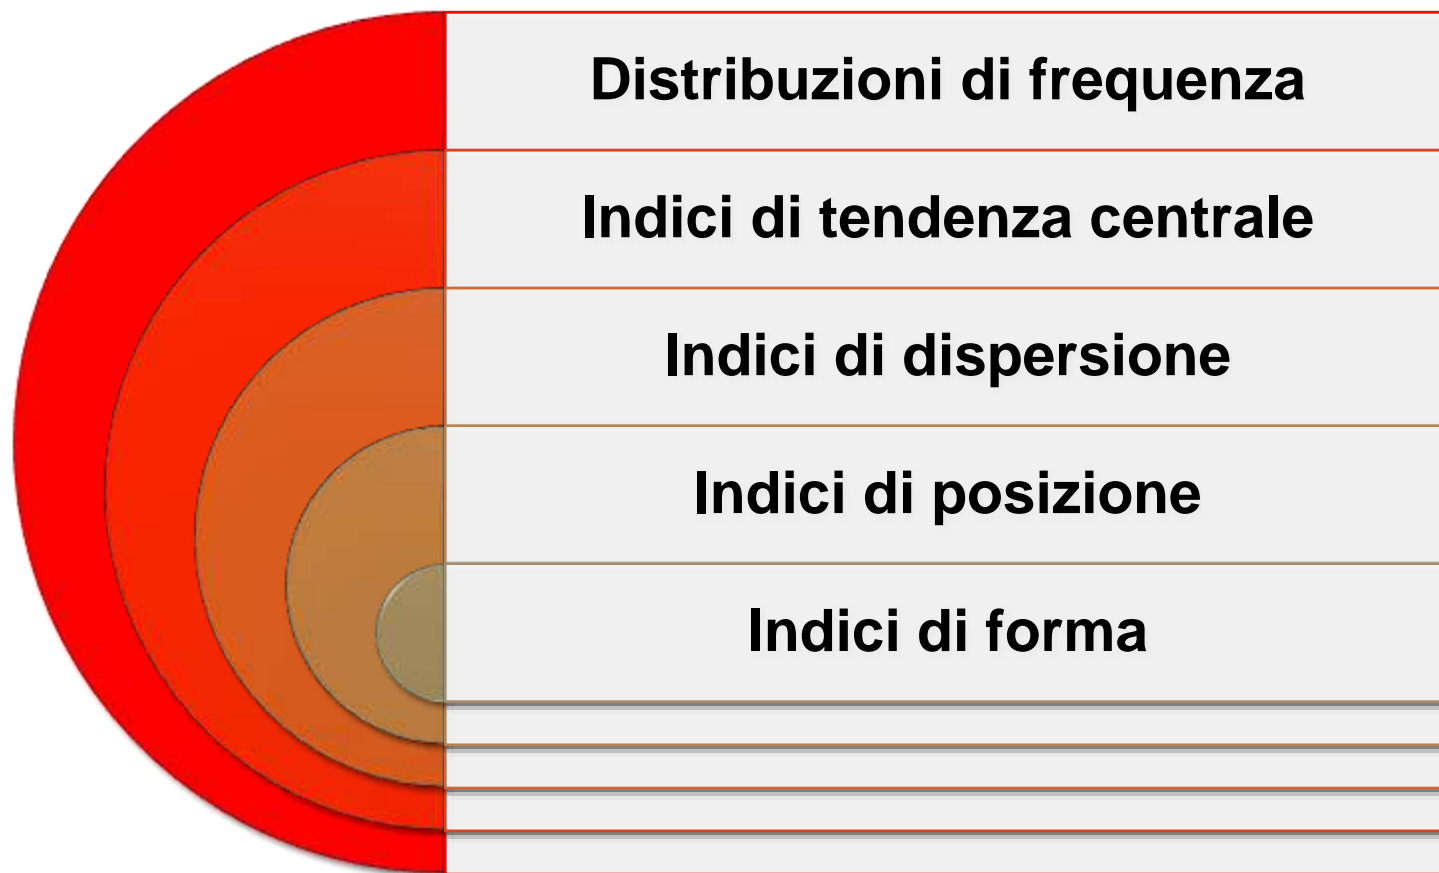 Distribuzioni di frequenza
Indici di tendenza centrale
Indici di dispersione
Indici di posizione
Indici di forma